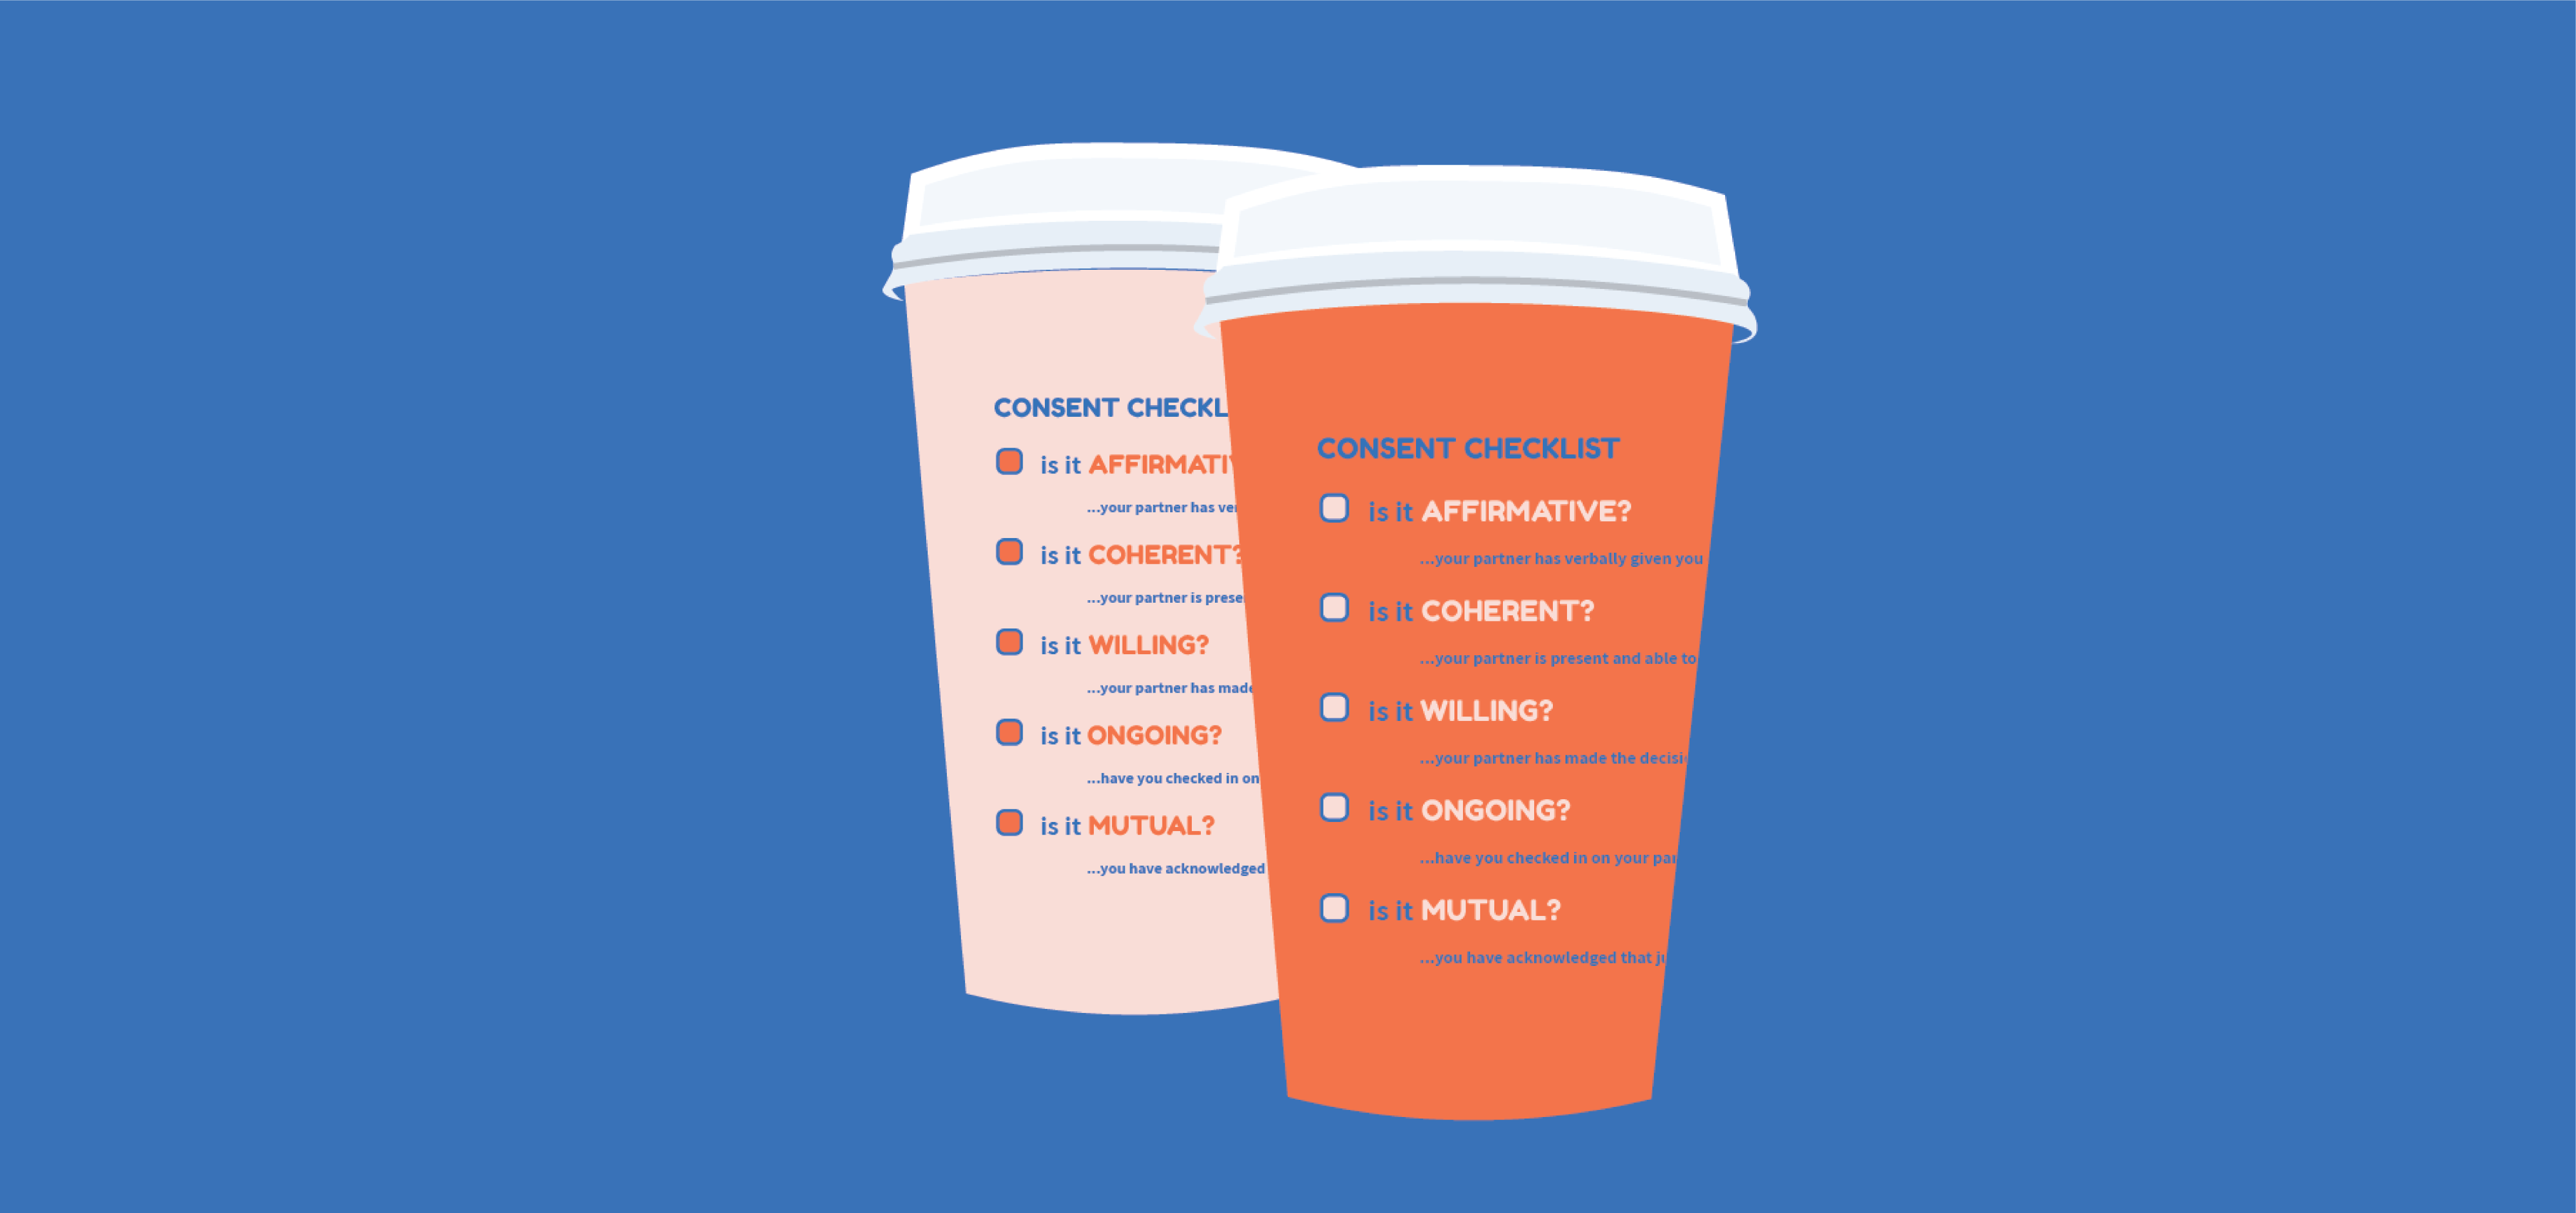 CONSENT CHECKL
is it AFFIRMATIV
...your partner has ver
is it COHERENT?
...your partner is prese
is it WILLING?
...your partner has made
is it ONGOING?
...have you checked in on
is it MUTUAL?
...you have acknowledged
CONSENT CHECKLIST
is it AFFIRMATIVE?
...your partner has verbally given you
is it COHERENT?
...your partner is present and able to
is it WILLING?
...your partner has made the decisi
is it ONGOING?
...have you checked in on your par
is it MUTUAL?
...you have acknowledged that ju